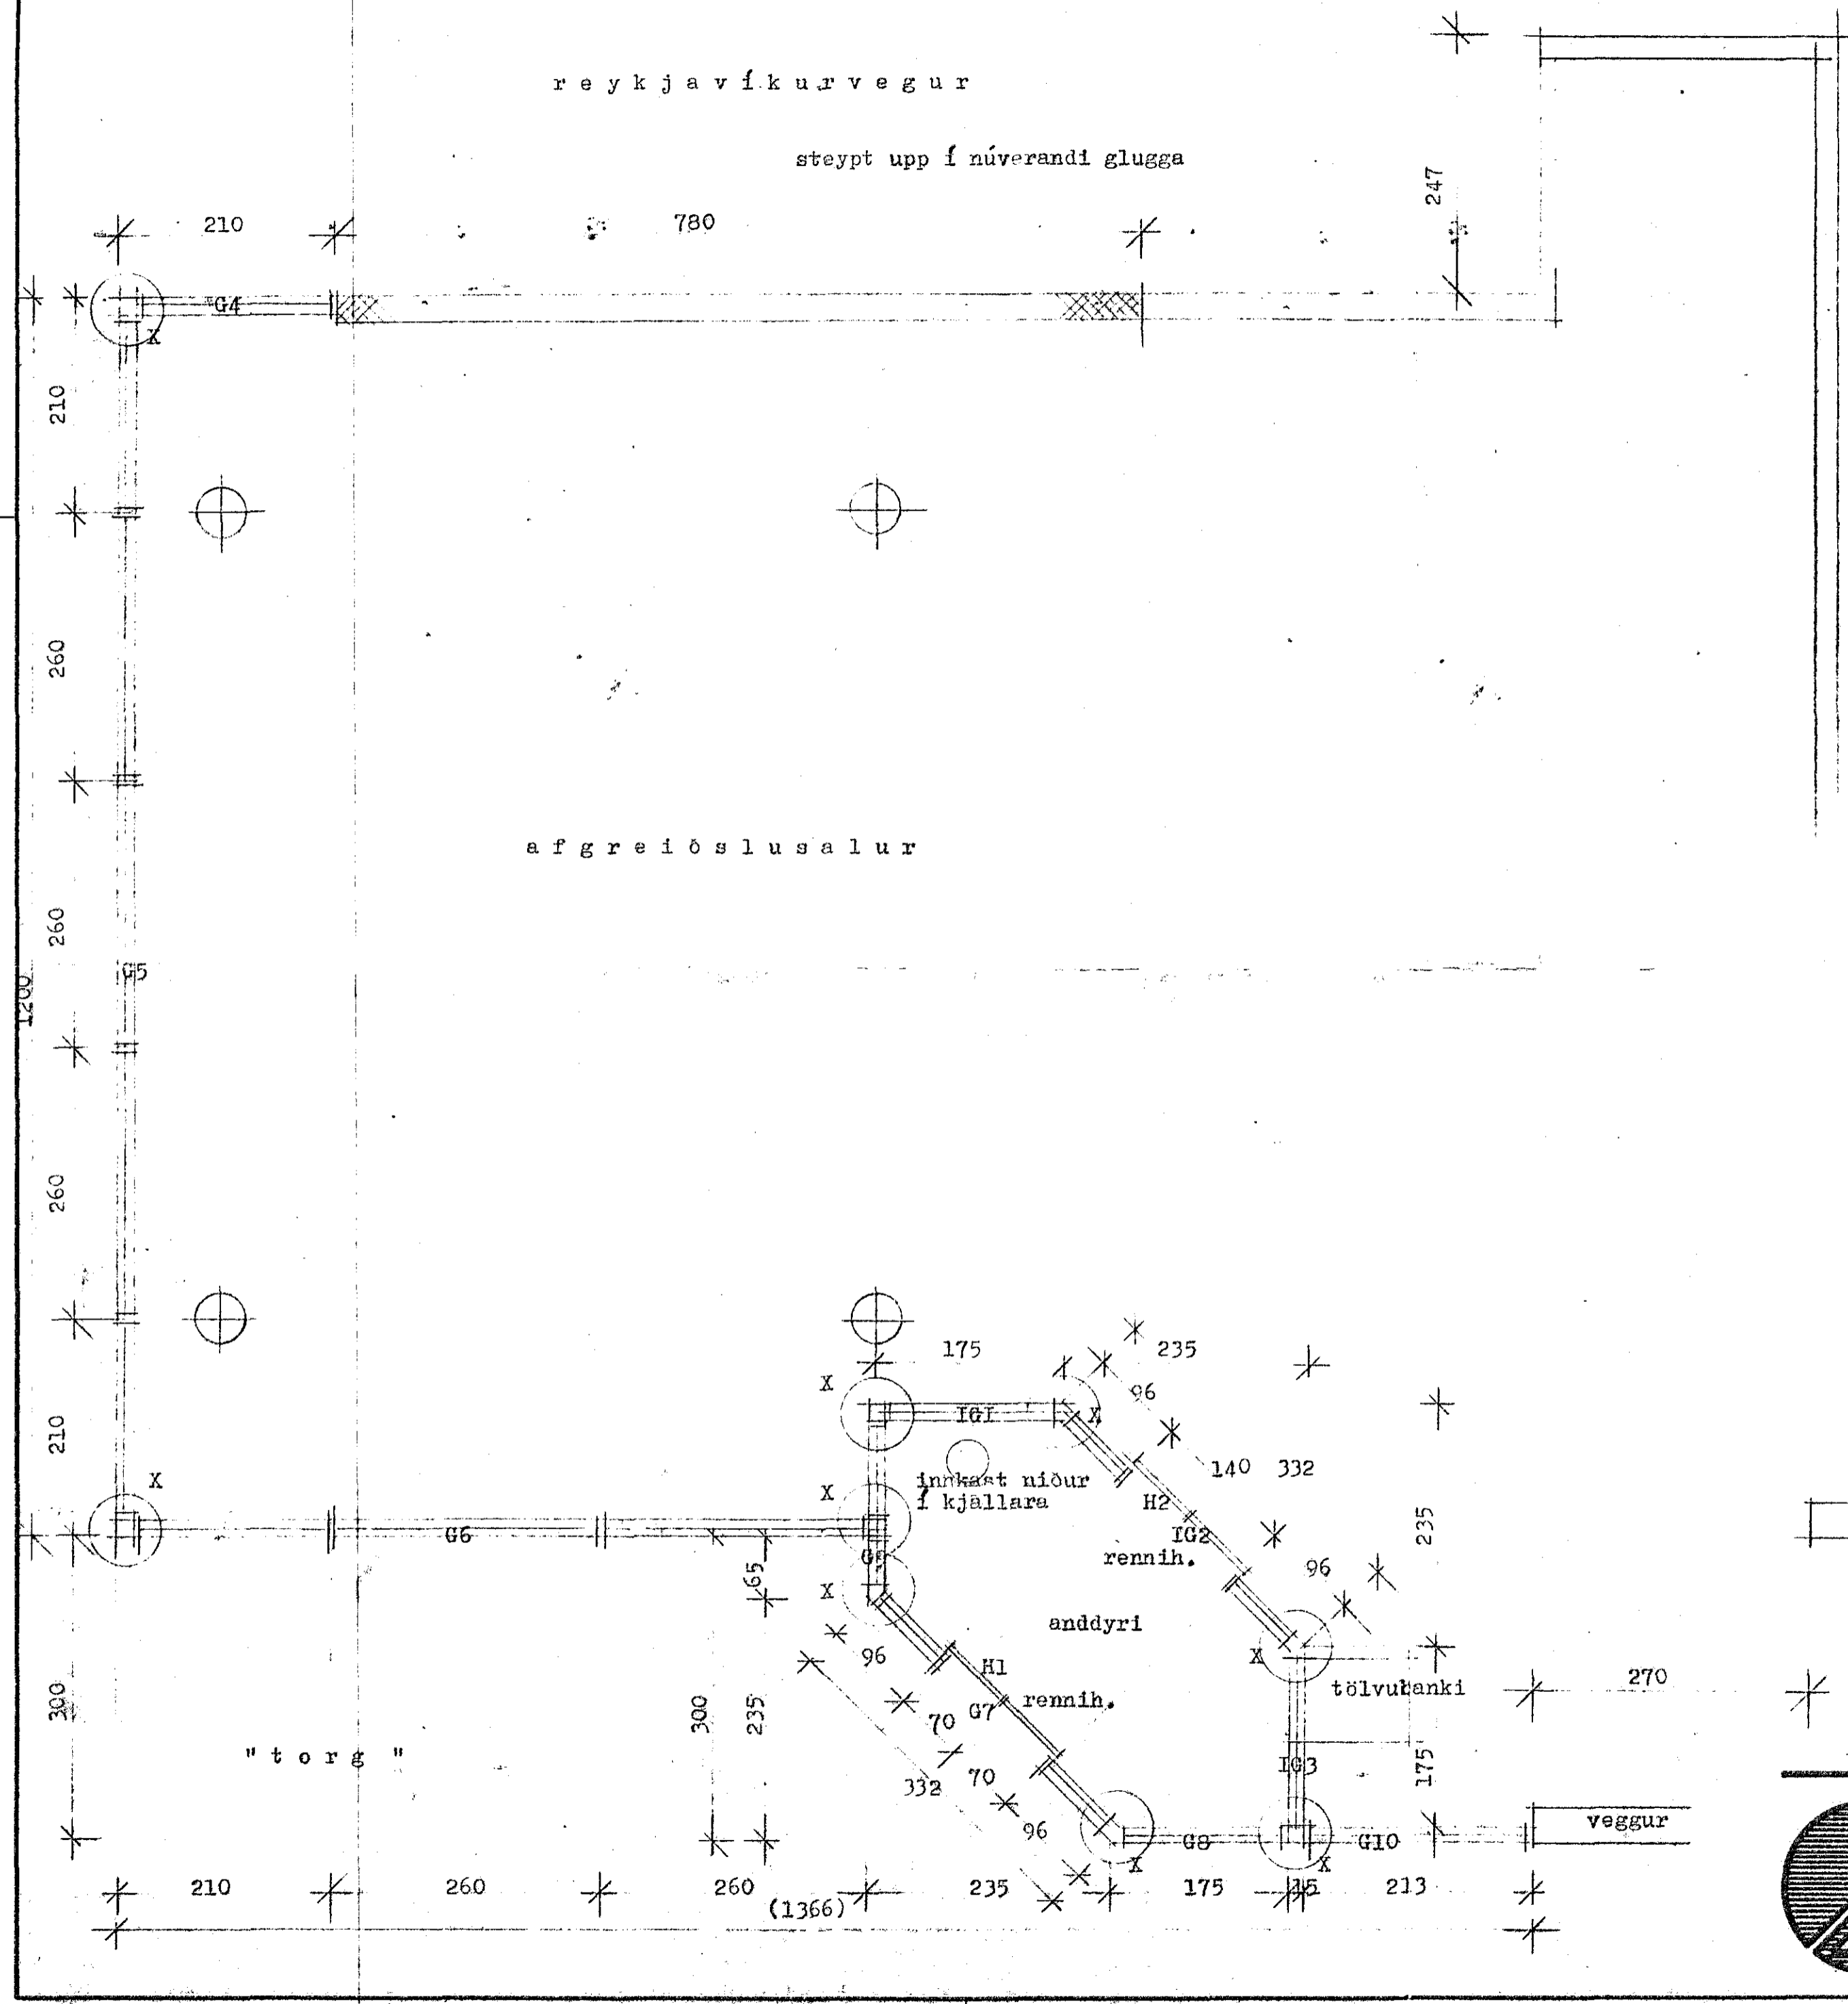 r e y k j a v í k u r v e g u r
steypt upp í núverandi glugga
247
210
780
G4
X
210
260
260
G5
1200
a f g r e i ð s l u s a l u r
260
210
X
175
235
X
96
IG1
X
140
332
innkast niður
í kjallara
X
H2
IG2
235
G6
rennih.
65
96
X
anddyri
96
X
H1
tölvubanki
270
300
300
235
G7
rennih.
70
" t o r g "
332
70
IG3
175
96
veggur
G8
G10
X
X
210
260
260
235
175
15
213
(1366)